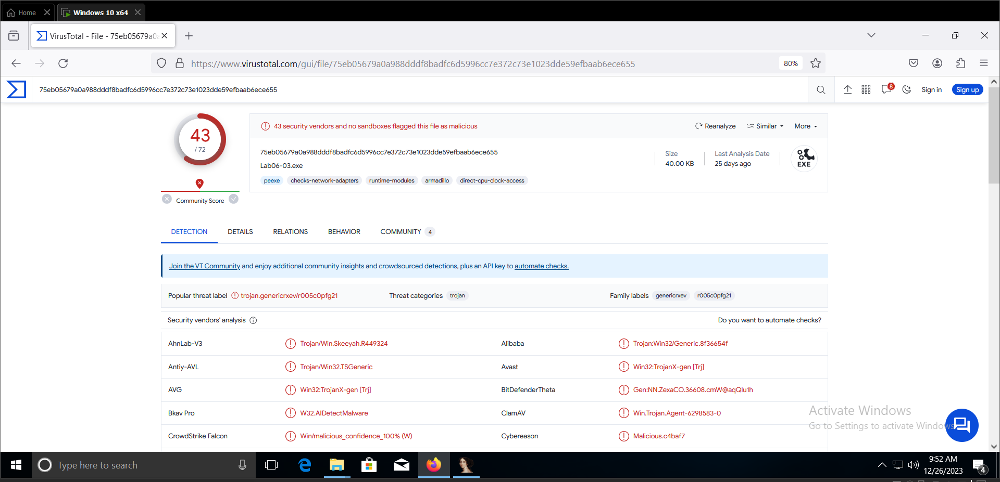 Home
Windows 10 x64
VirusTotal - File - 75eb05679a0a
https://www.virustotal.com/gui/file/75eb05679a0a988dddf8badfc6d5996cc7e372c73e1023dde59efbaab6ece655
80%
75eb05679a0a988dddf8badfc6d5996cc7e372c73e1023dde59efbaab6ece655
8
Sign in
Sign up
43
/ 72
Community Score
43 security vendors and no sandboxes flagged this file as malicious
Reanalyze
Similar
More
75eb05679a0a988dddf8badfc6d5996cc7e372c73e1023dde59efbaab6ece655
Lab06-03.exe
peexe
checks-network-adapters
runtime-modules
armadillo
direct-cpu-clock-access
Size
40.00 KB
Last Analysis Date
25 days ago
EXE
DETECTION
DETAILS
RELATIONS
BEHAVIOR
COMMUNITY 4
Join the VT Community and enjoy additional community insights and crowdsourced detections, plus an API key to automate checks.
Popular threat label trojan.genericrxev/r005c0pfg21
Threat categories trojan
Family labels genericrxev r005c0pfg21
Security vendors' analysis
Do you want to automate checks?
AhnLab-V3 Trojan/Win.Skeeyah.R449324
Alibaba Trojan:Win32/Generic.8f36654f
Antiy-AVL Trojan/Win32.TSGeneric
Avast Win32:TrojanX-gen [Trj]
AVG Win32:TrojanX-gen [Trj]
BitDefenderTheta Gen:NN.ZexaCO.36608.cmW@aqQlu1h
Bkav Pro W32.AIDetectMalware
ClamAV Win.Trojan.Agent-6298583-0
CrowdStrike Falcon Win/malicious_confidence_100% (W)
Cybereason Malicious.c4baf7
Activate Windows
Go to Settings to activate Windows
Type here to search
9:52 AM
12/26/2023
4